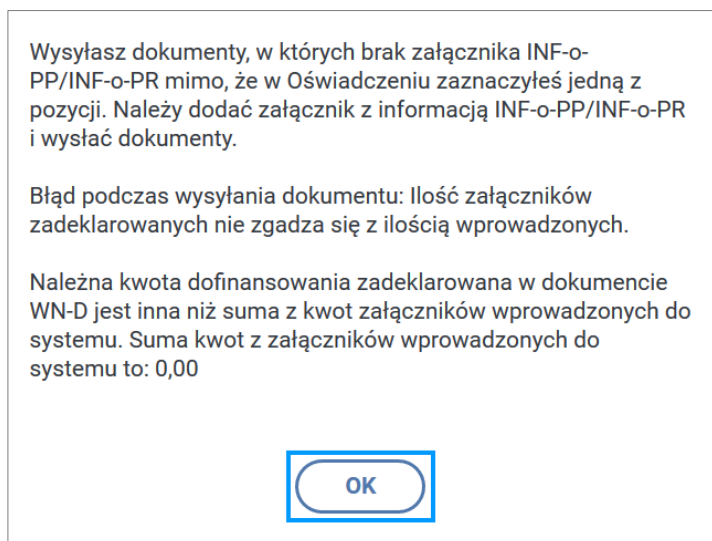 Wysyłasz dokumenty, w których brak załącznika INF-o-
PP/INF-o-PR mimo, że w Oświadczeniu zaznaczyłeś jedną z
pozycji. Należy dodać załącznik z informacją INF-o-PP/INF-o-PR
i wysłać dokumenty.
Błąd podczas wysyłania dokumentu: Ilość załączników
zadeklarowanych nie zgadza się z ilością wprowadzonych.
Należna kwota dofinansowania zadeklarowana w dokumencie
WN-D jest inna niż suma z kwot załączników wprowadzonych do
systemu. Suma kwot z załączników wprowadzonych do
systemu to: 0,00
OK